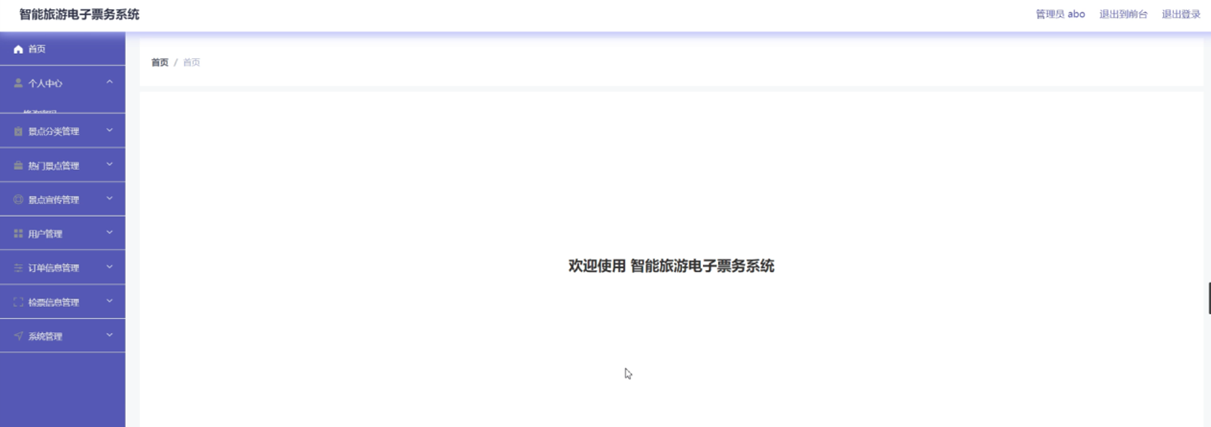 智能旅游电子票务系统
管理员 abo 退出到前台 退出登录
首页
首页 / 首页
个人中心
景点分类管理
热门景点管理
景点宣传管理
用户管理
订单信息管理
检票信息管理
系统管理
欢迎使用 智能旅游电子票务系统